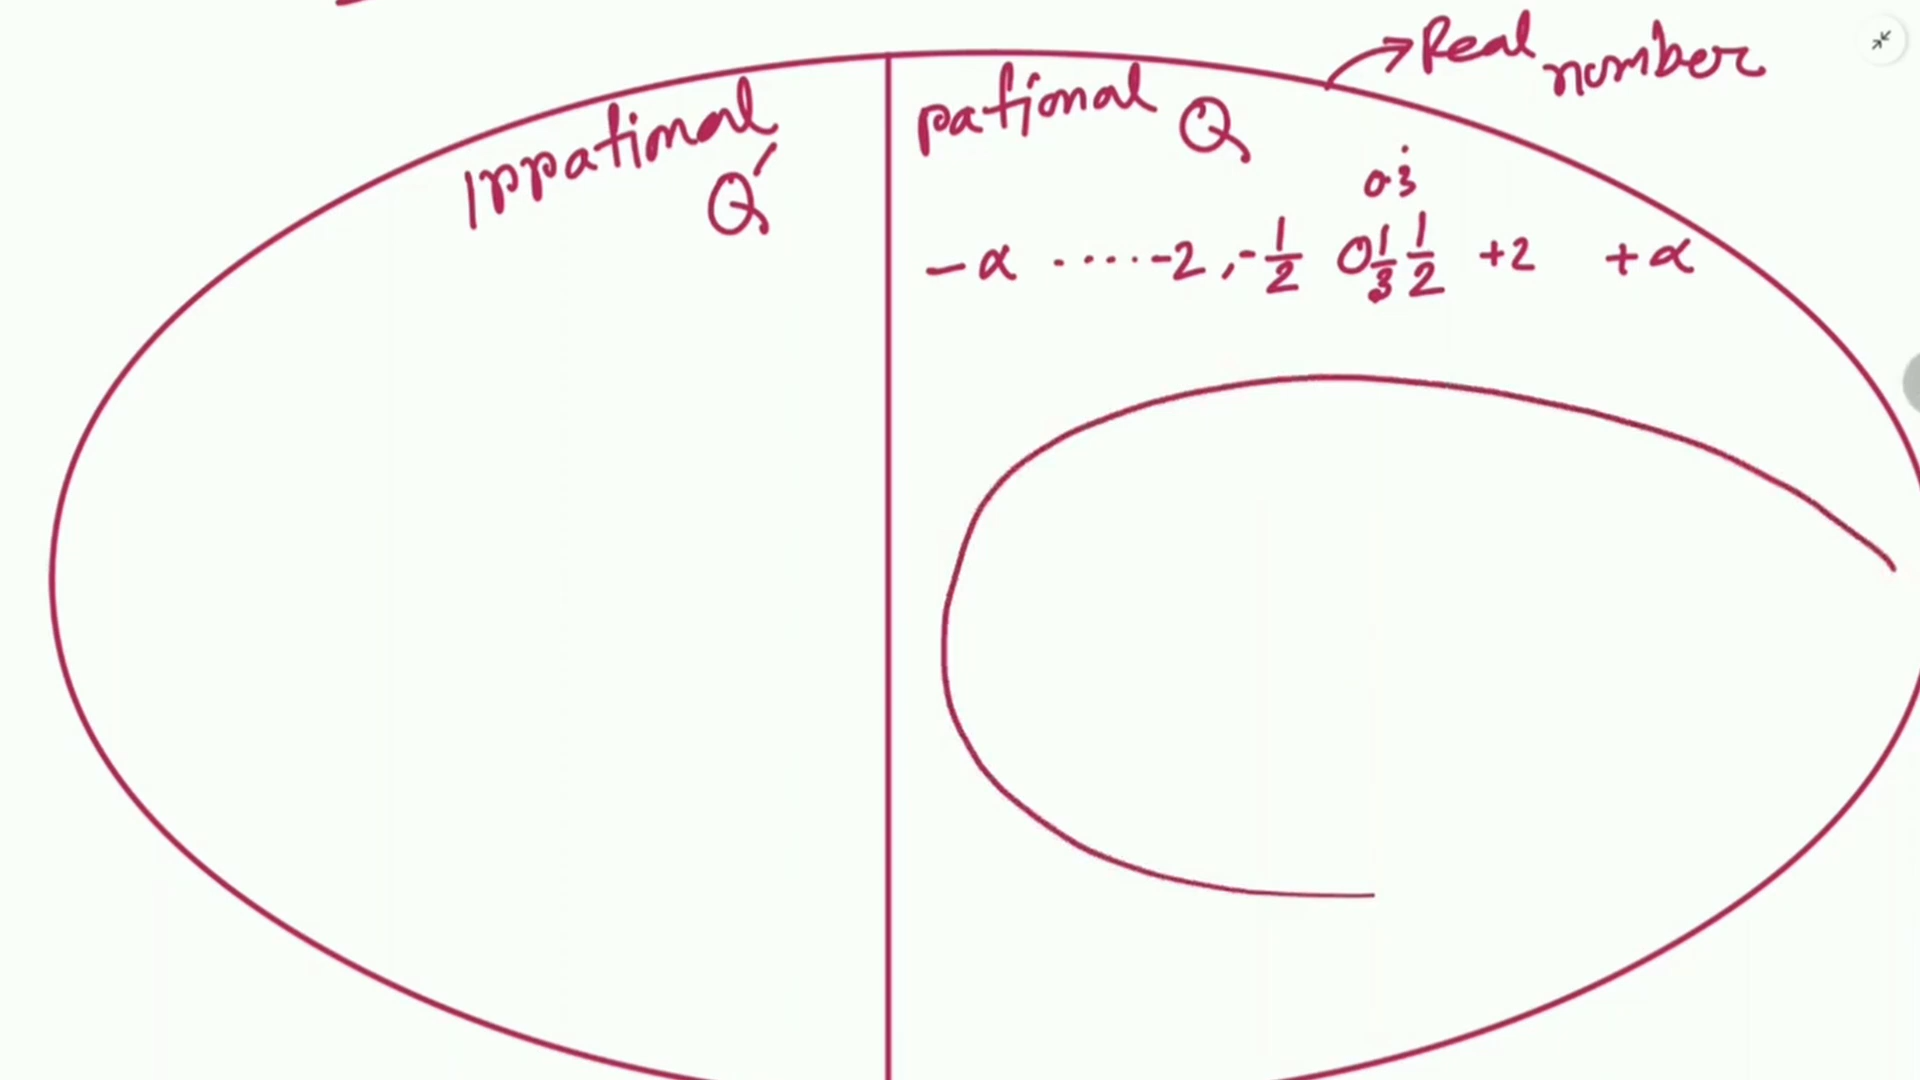 Real number
Irrational
Q′
Rational Q
0.3̇
-α ·····-2, -1/2 0 1/3 1/2 +2 +α